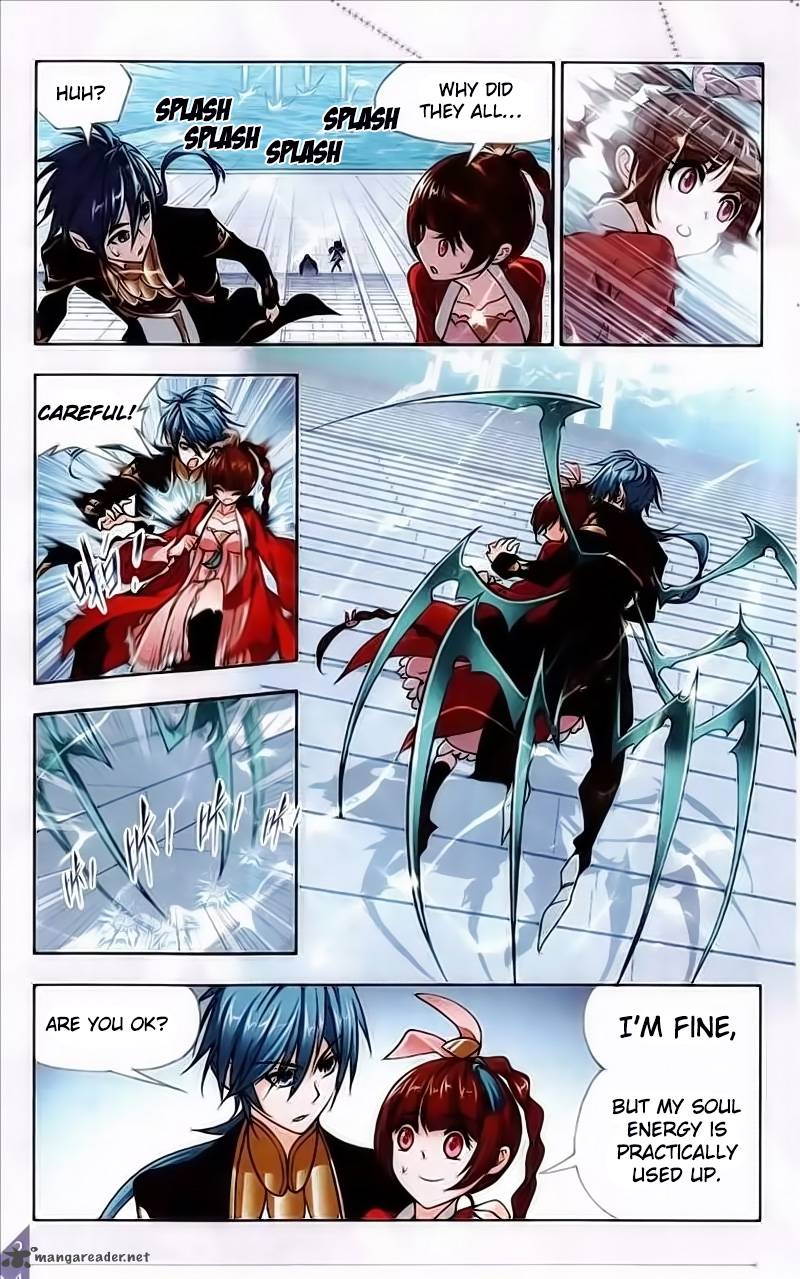 HUH?
SPLASH
SPLASH
SPLASH
SPLASH
WHY DID
THEY ALL...
CAREFUL!
咻!
咻!
咻!
咻!
ARE YOU OK?
I'M FINE,
BUT MY SOUL
ENERGY IS
PRACTICALLY
USED UP.
mangareader.net